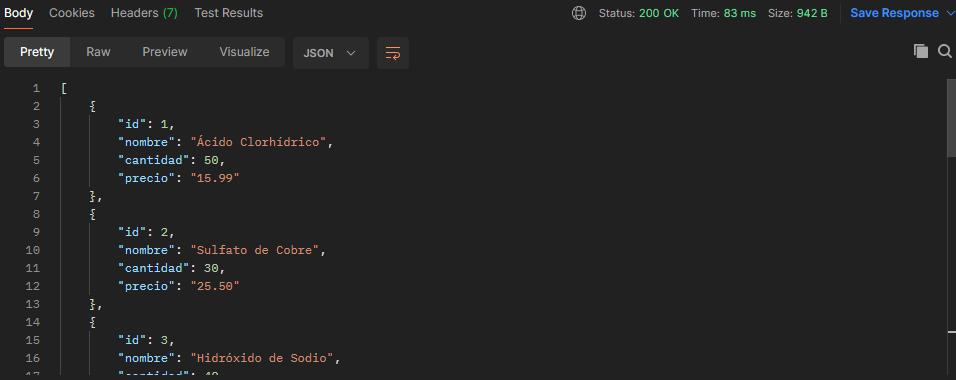 Body Cookies Headers (7) Test Results Status: 200 OK Time: 83 ms Size: 942 B Save Response
Pretty Raw Preview Visualize JSON
1 [
2 {
3 "id": 1,
4 "nombre": "Ácido Clorhídrico",
5 "cantidad": 50,
6 "precio": "15.99"
7 },
8 {
9 "id": 2,
10 "nombre": "Sulfato de Cobre",
11 "cantidad": 30,
12 "precio": "25.50"
13 },
14 {
15 "id": 3,
16 "nombre": "Hidróxido de Sodio",
17 "cantidad": 40,